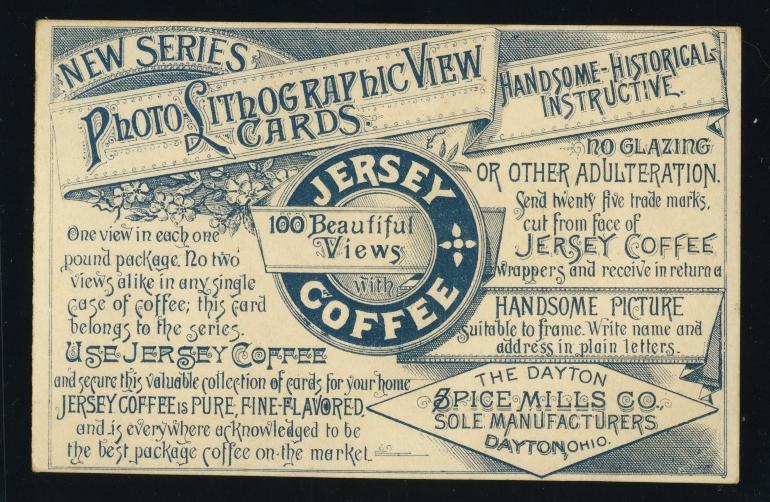 NEW SERIES
PHOTO-LITHOGRAPHIC VIEW
CARDS.
HANDSOME-HISTORICAL
INSTRUCTIVE.
JERSEY
100 Beautiful
Views
with
COFFEE
One view in each one
pound package. No two
views alike in any single
case of coffee; this card
belongs to the series.
USE JERSEY COFFEE
and secure this valuable collection of cards for your home
JERSEY COFFEE IS PURE, FINE-FLAVORED,
and is everywhere acknowledged to be
the best package coffee on the market.
NO GLAZING
OR OTHER ADULTERATION.
Send twenty five trade marks,
cut from face of
JERSEY COFFEE
wrappers and receive in return a
HANDSOME PICTURE
Suitable to frame. Write name and
address in plain letters.
THE DAYTON
SPICE MILLS CO.,
SOLE MANUFACTURERS
DAYTON, OHIO.